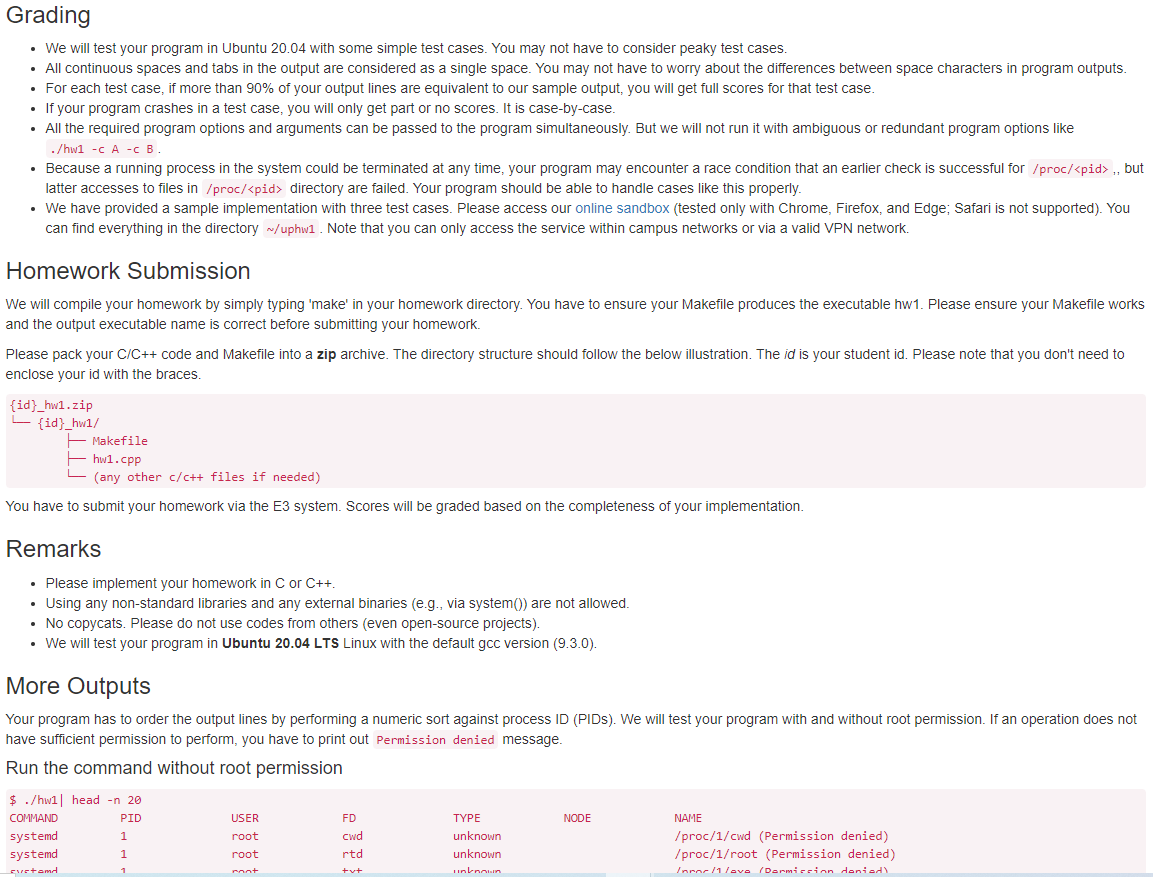 Grading
• We will test your program in Ubuntu 20.04 with some simple test cases. You may not have to consider peaky test cases.
• All continuous spaces and tabs in the output are considered as a single space. You may not have to worry about the differences between space characters in program outputs.
• For each test case, if more than 90% of your output lines are equivalent to our sample output, you will get full scores for that test case.
• If your program crashes in a test case, you will only get part or no scores. It is case-by-case.
• All the required program options and arguments can be passed to the program simultaneously. But we will not run it with ambiguous or redundant program options like
./hw1 -c A -c B .
• Because a running process in the system could be terminated at any time, your program may encounter a race condition that an earlier check is successful for /proc/<pid> ,, but
latter accesses to files in /proc/<pid> directory are failed. Your program should be able to handle cases like this properly.
• We have provided a sample implementation with three test cases. Please access our online sandbox (tested only with Chrome, Firefox, and Edge; Safari is not supported). You
can find everything in the directory ~/uphw1 . Note that you can only access the service within campus networks or via a valid VPN network.
Homework Submission
We will compile your homework by simply typing 'make' in your homework directory. You have to ensure your Makefile produces the executable hw1. Please ensure your Makefile works
and the output executable name is correct before submitting your homework.
Please pack your C/C++ code and Makefile into a zip archive. The directory structure should follow the below illustration. The id is your student id. Please note that you don't need to
enclose your id with the braces.
{id}_hw1.zip
└── {id}_hw1/
├── Makefile
├── hw1.cpp
└── (any other c/c++ files if needed)
You have to submit your homework via the E3 system. Scores will be graded based on the completeness of your implementation.
Remarks
• Please implement your homework in C or C++.
• Using any non-standard libraries and any external binaries (e.g., via system()) are not allowed.
• No copycats. Please do not use codes from others (even open-source projects).
• We will test your program in Ubuntu 20.04 LTS Linux with the default gcc version (9.3.0).
More Outputs
Your program has to order the output lines by performing a numeric sort against process ID (PIDs). We will test your program with and without root permission. If an operation does not
have sufficient permission to perform, you have to print out Permission denied message.
Run the command without root permission
$ ./hw1| head -n 20
COMMAND PID USER FD TYPE NODE NAME
systemd 1 root cwd unknown /proc/1/cwd (Permission denied)
systemd 1 root rtd unknown /proc/1/root (Permission denied)
systemd 1 root txt unknown /proc/1/exe (Permission denied)